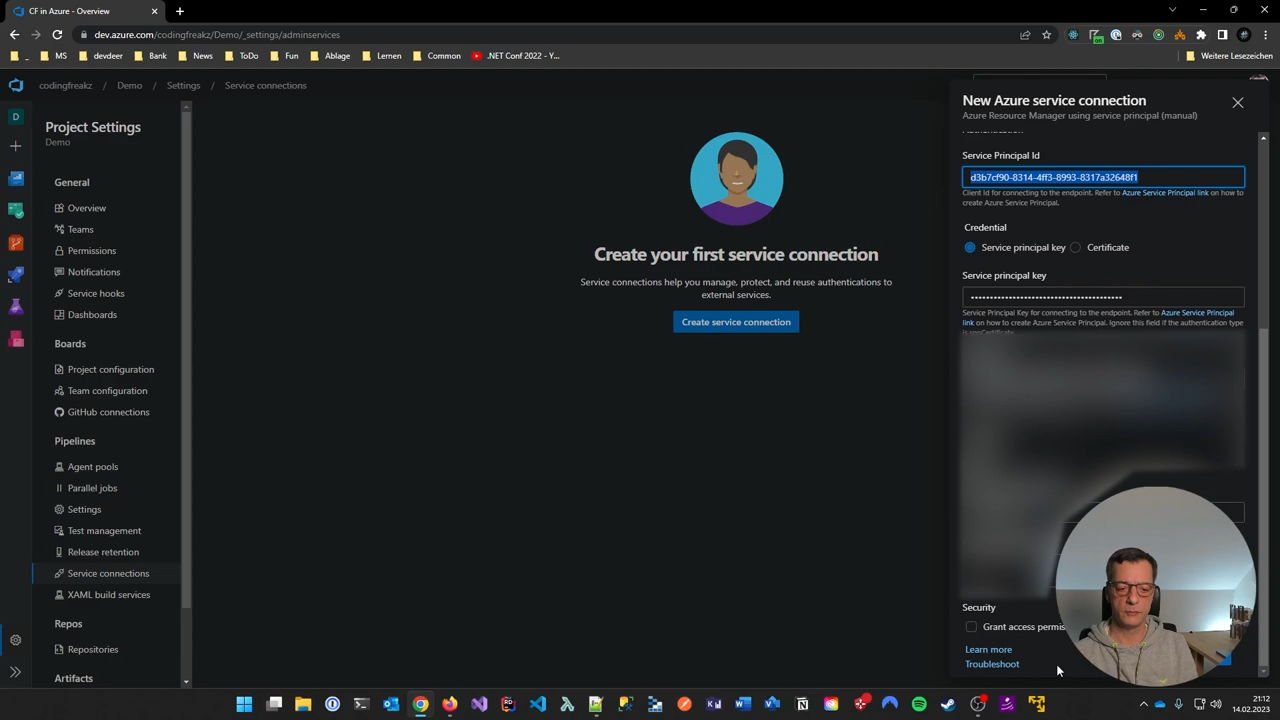 CF in Azure - Overview
dev.azure.com/codingfreakz/Demo/_settings/adminservices
MS
devdeer
Bank
News
ToDo
Fun
Ablage
Lernen
Common
.NET Conf 2022 - Y...
Weitere Lesezeichen
codingfreakz
Demo
Settings
Service connections
D
Project Settings
Demo
General
Overview
Teams
Permissions
Notifications
Service hooks
Dashboards
Boards
Project configuration
Team configuration
GitHub connections
Pipelines
Agent pools
Parallel jobs
Settings
Test management
Release retention
Service connections
XAML build services
Repos
Repositories
Artifacts
Create your first service connection
Service connections help you manage, protect, and reuse authentications to
external services.
Create service connection
New Azure service connection
Azure Resource Manager using service principal (manual)
Authentication
Service Principal Id
d3b7cf90-8314-4ff3-8993-8317a32648f1
Client Id for connecting to the endpoint. Refer to Azure Service Principal link on how to
create Azure Service Principal.
Credential
Service principal key
Certificate
Service principal key
Service Principal Key for connecting to the endpoint. Refer to Azure Service Principal
link on how to create Azure Service Principal. Ignore this field if the authentication type
is spnCertificate.
Security
Grant access permis
Learn more
Troubleshoot
21:12
14.02.2023